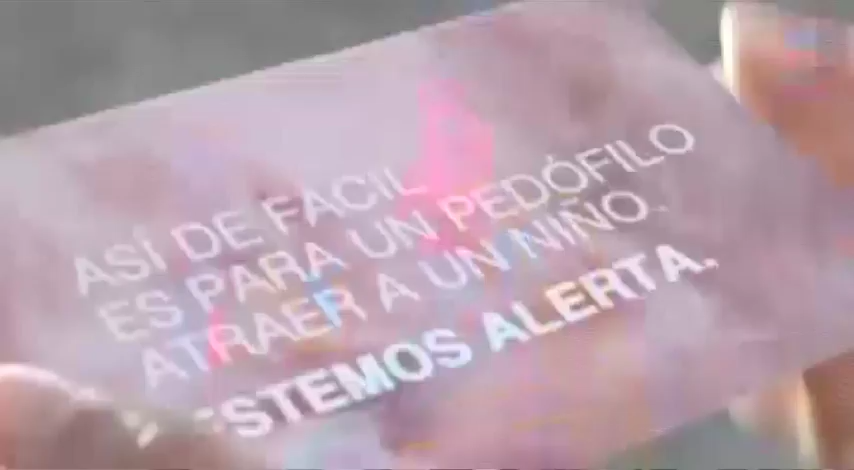 ASÍ DE FACIL
ES PARA UN PEDÓFILO
ATRAER A UN NIÑO.
ESTEMOS ALERTA.